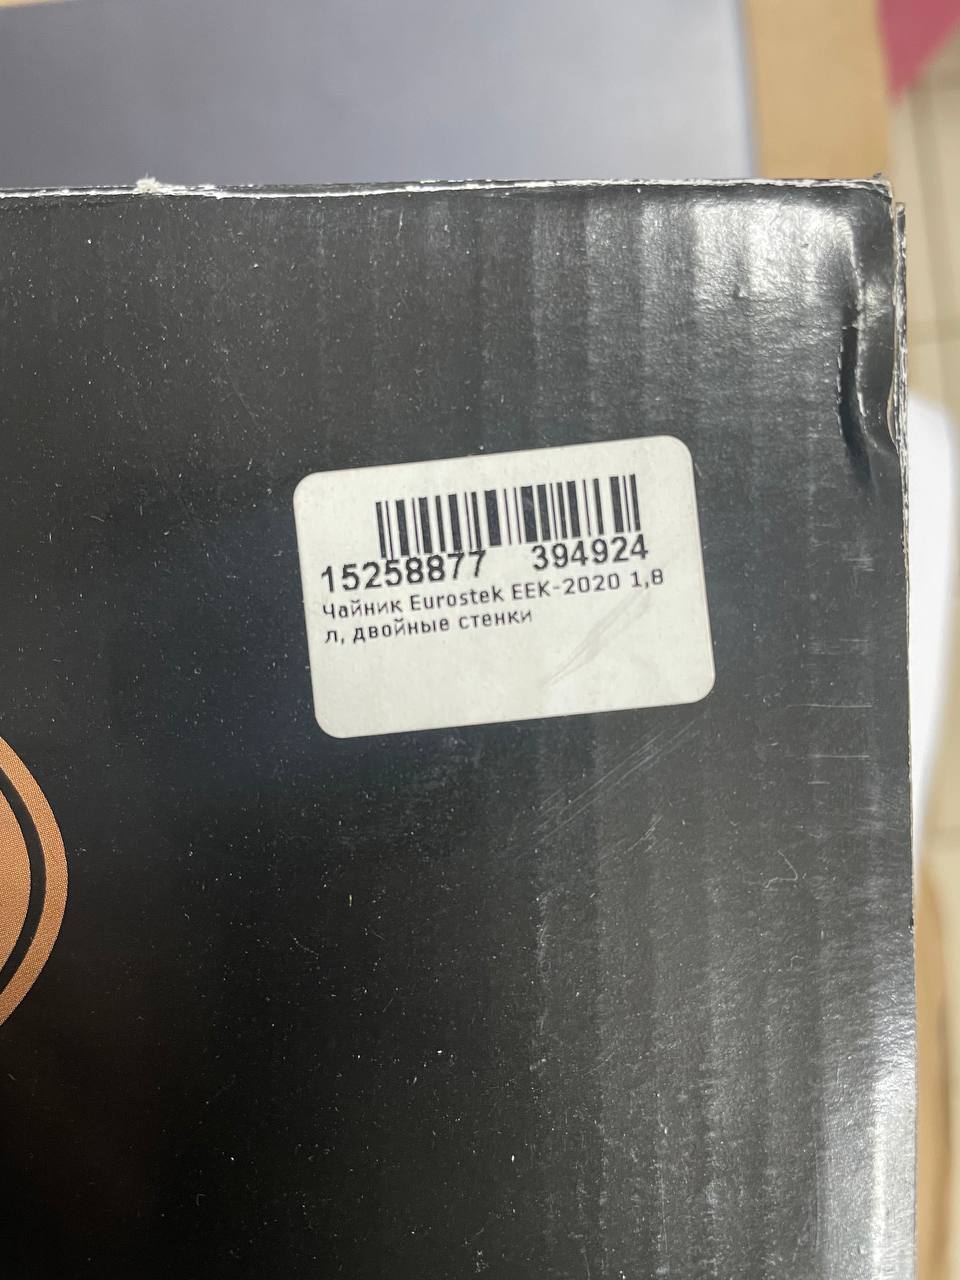 15258877 394924
Чайник Eurostek EEK-2020 1,8
л, двойные стенки